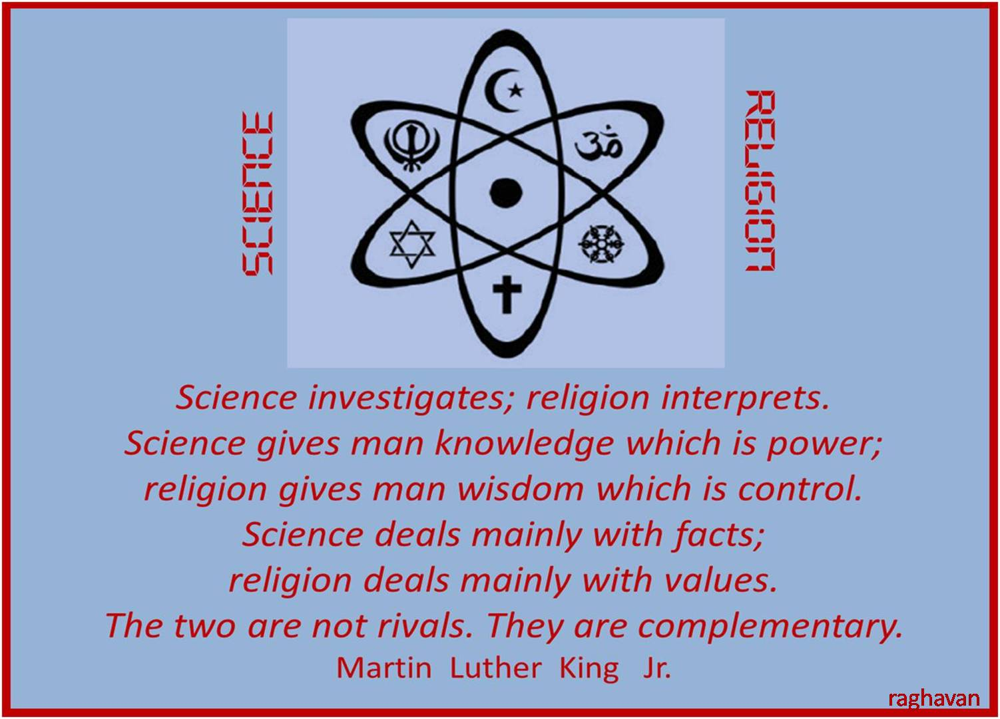 SCIENCE
RELIGION
Science investigates; religion interprets.
Science gives man knowledge which is power;
religion gives man wisdom which is control.
Science deals mainly with facts;
religion deals mainly with values.
The two are not rivals. They are complementary.
Martin Luther King Jr.
raghavan